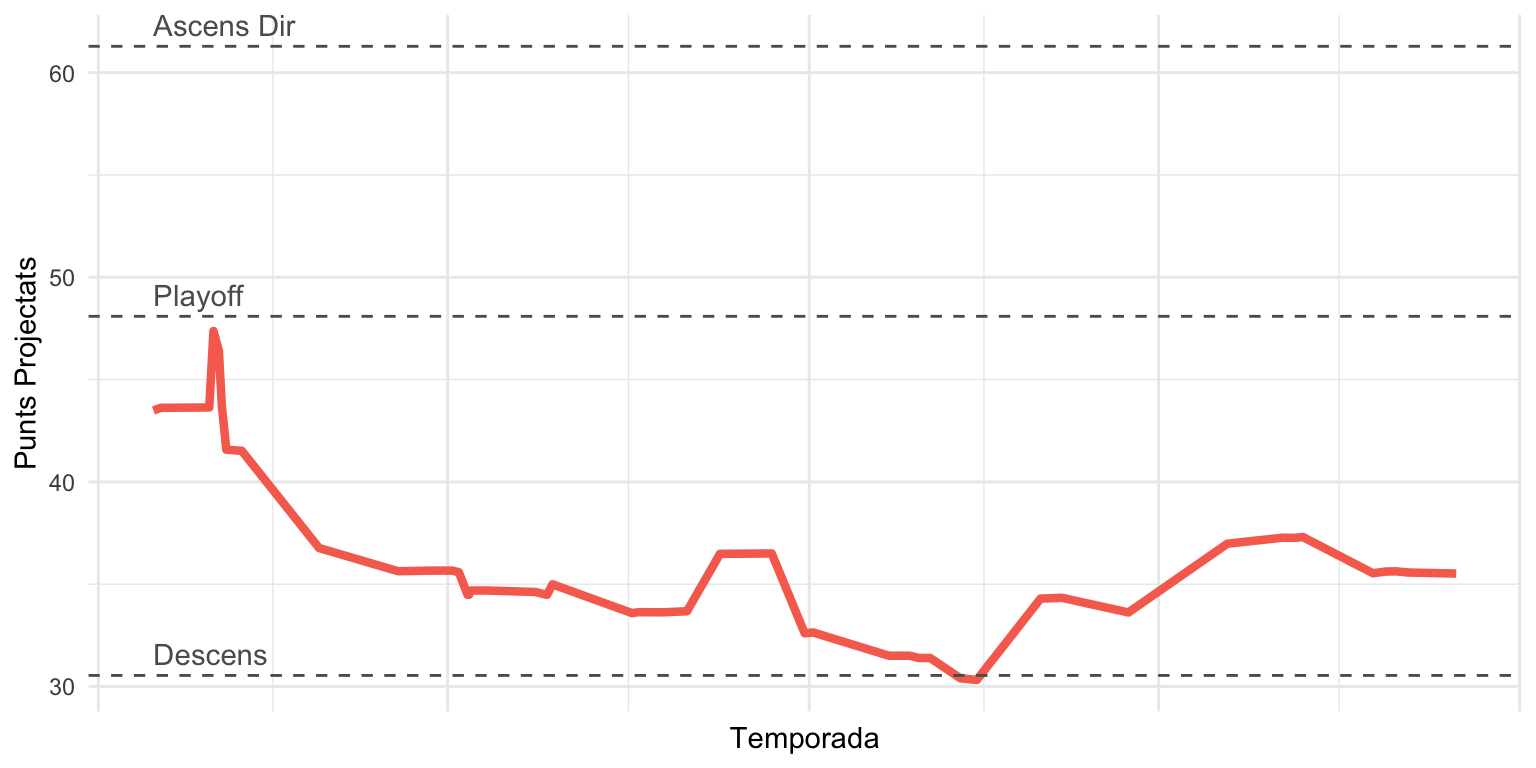 Ascens Dir
60
50
Playoff
Punts Projectats
40
Descens
30
Temporada